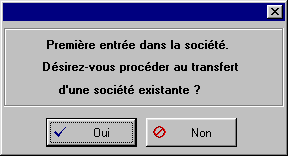 Première entrée dans la société.
Désirez-vous procéder au transfert
d'une société existante ?
Oui
Non